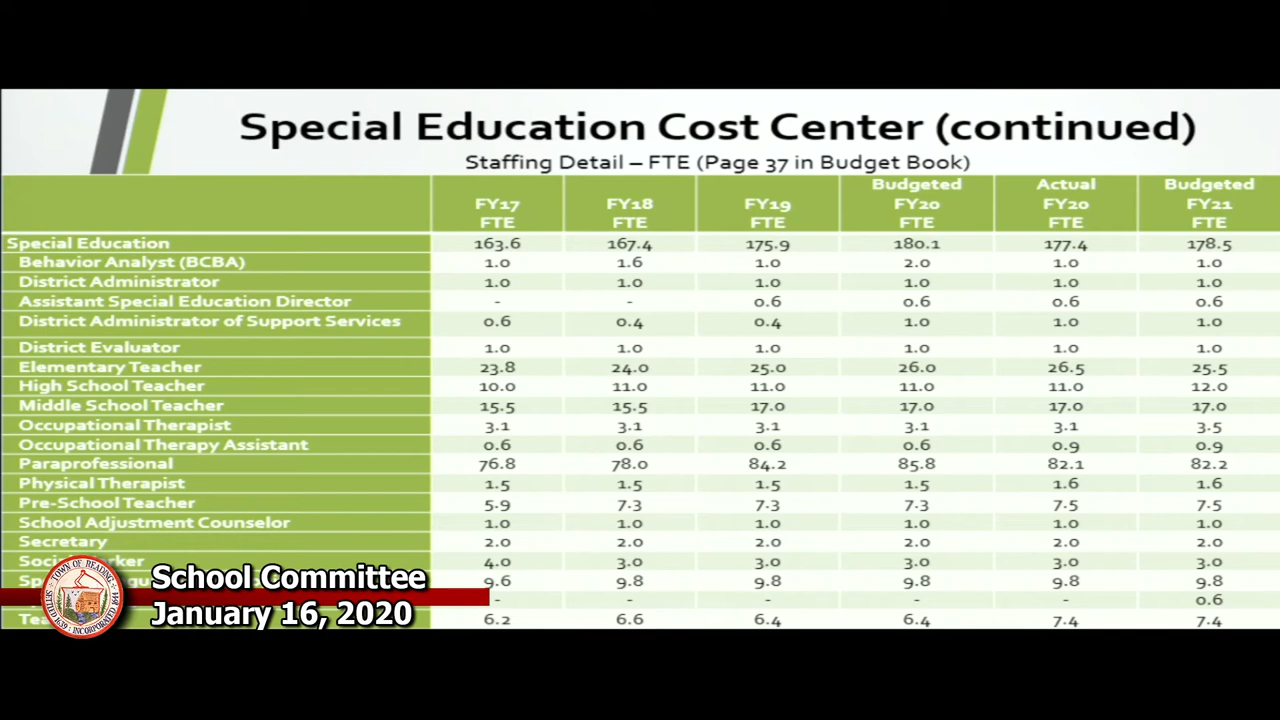 Special Education Cost Center (continued)
Staffing Detail – FTE (Page 37 in Budget Book)
FY17 FTE FY18 FTE FY19 FTE Budgeted FY20 FTE Actual FY20 FTE Budgeted FY21 FTE
Special Education 163.6 167.4 175.9 180.1 177.4 178.5
Behavior Analyst (BCBA) 1.0 1.6 1.0 2.0 1.0 1.0
District Administrator 1.0 1.0 1.0 1.0 1.0 1.0
Assistant Special Education Director - - 0.6 0.6 0.6 0.6
District Administrator of Support Services 0.6 0.4 0.4 1.0 1.0 1.0
District Evaluator 1.0 1.0 1.0 1.0 1.0 1.0
Elementary Teacher 23.8 24.0 25.0 26.0 26.5 25.5
High School Teacher 10.0 11.0 11.0 11.0 11.0 12.0
Middle School Teacher 15.5 15.5 17.0 17.0 17.0 17.0
Occupational Therapist 3.1 3.1 3.1 3.1 3.1 3.5
Occupational Therapy Assistant 0.6 0.6 0.6 0.6 0.9 0.9
Paraprofessional 76.8 78.0 84.2 85.8 82.1 82.2
Physical Therapist 1.5 1.5 1.5 1.5 1.6 1.6
Pre-School Teacher 5.9 7.3 7.3 7.3 7.5 7.5
School Adjustment Counselor 1.0 1.0 1.0 1.0 1.0 1.0
Secretary 2.0 2.0 2.0 2.0 2.0 2.0
4.0 3.0 3.0 3.0 3.0 3.0
9.6 9.8 9.8 9.8 9.8 9.8
- - - - - 0.6
6.2 6.6 6.4 6.4 7.4 7.4
TOWN OF READING
SETTLED 1639 INCORPORATED 1644
School Committee
January 16, 2020